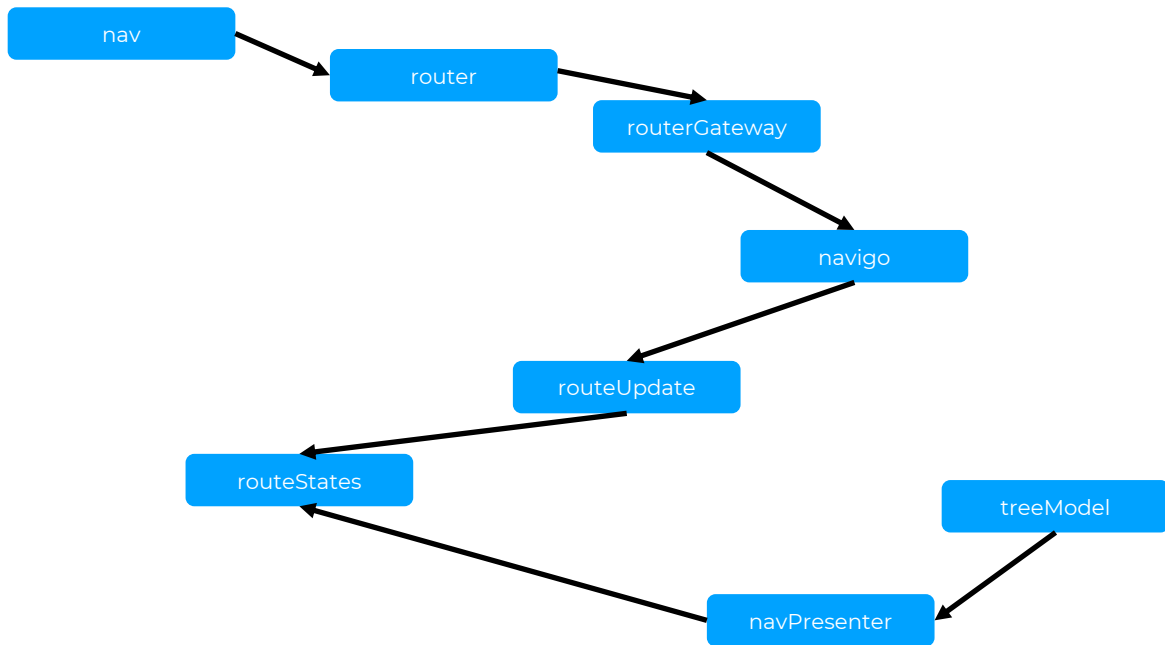 nav
router
routerGateway
navigo
routeUpdate
routeStates
treeModel
navPresenter